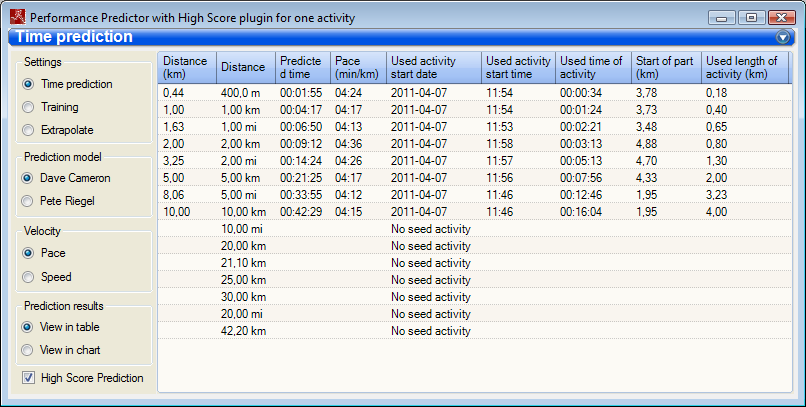 Performance Predictor with High Score plugin for one activity
Time prediction
Settings
Time prediction
Training
Extrapolate
Prediction model
Dave Cameron
Pete Riegel
Velocity
Pace
Speed
Prediction results
View in table
View in chart
High Score Prediction
Distance (km) Distance Predicte d time Pace (min/km) Used activity start date Used activity start time Used time of activity Start of part (km) Used length of activity (km)
0,44 400,0 m 00:01:55 04:24 2011-04-07 11:54 00:00:34 3,78 0,18
1,00 1,00 km 00:04:17 04:17 2011-04-07 11:54 00:01:24 3,73 0,40
1,63 1,00 mi 00:06:50 04:13 2011-04-07 11:53 00:02:21 3,48 0,65
2,00 2,00 km 00:09:12 04:36 2011-04-07 11:58 00:03:13 4,88 0,80
3,25 2,00 mi 00:14:24 04:26 2011-04-07 11:57 00:05:13 4,70 1,30
5,00 5,00 km 00:21:25 04:17 2011-04-07 11:56 00:07:56 4,33 2,00
8,06 5,00 mi 00:33:55 04:12 2011-04-07 11:46 00:12:46 1,95 3,23
10,00 10,00 km 00:42:29 04:15 2011-04-07 11:46 00:16:04 1,95 4,00
10,00 mi No seed activity
20,00 km No seed activity
21,10 km No seed activity
25,00 km No seed activity
30,00 km No seed activity
20,00 mi No seed activity
42,20 km No seed activity